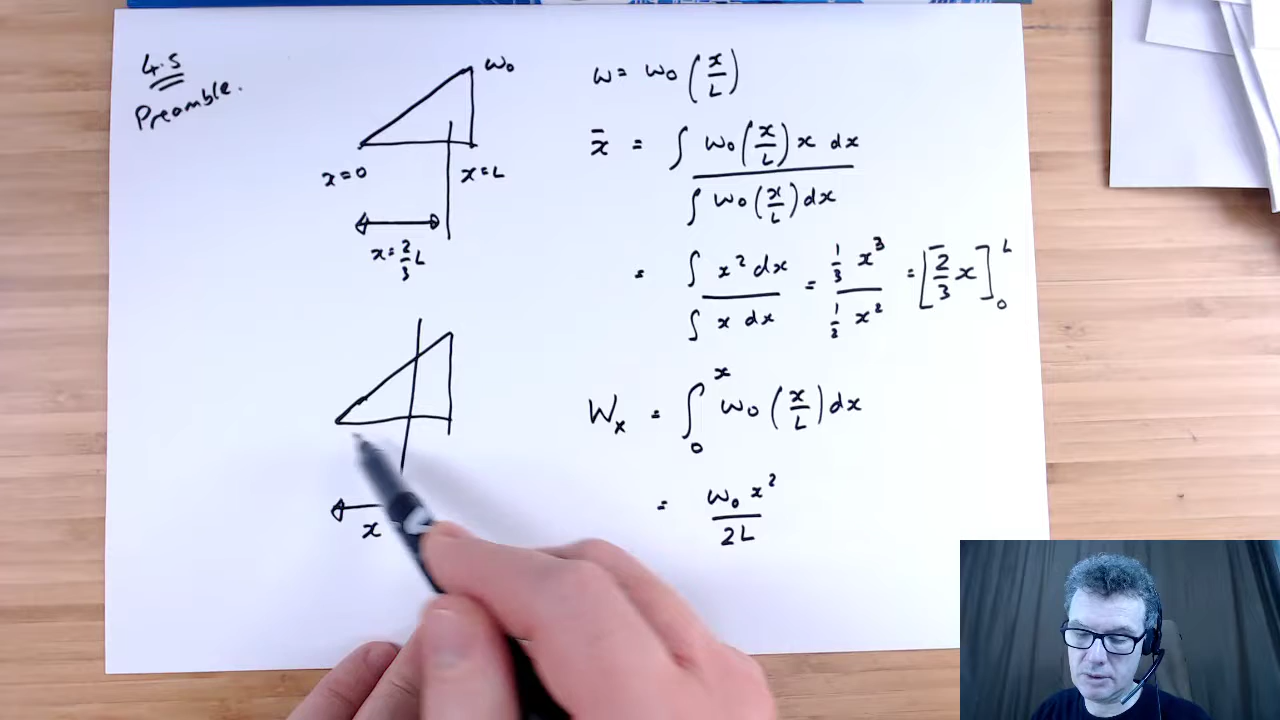 4.5
Preamble.
w₀
x=0
x=L
x=2/3 L
x
w = w₀ (x/L)
x̄ = ∫ w₀ (x/L) x dx / ∫ w₀ (x/L) dx
= ∫ x² dx / ∫ x dx = 1/3 x³ / 1/2 x² = [2/3 x]₀ᴸ
Wₓ = ∫₀ˣ w₀ (x/L) dx
= w₀ x² / 2L